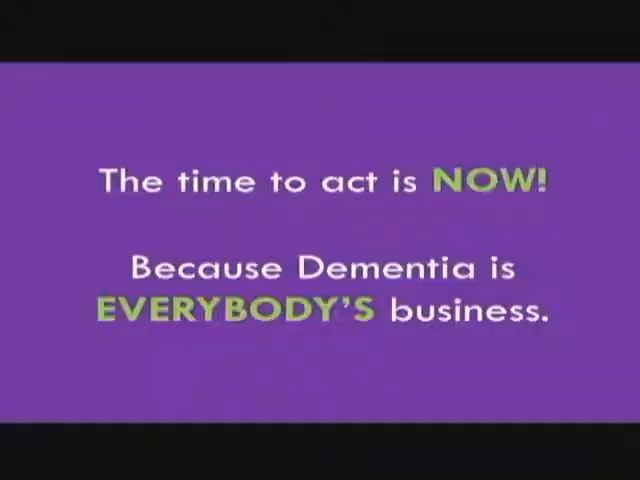 The time to act is NOW!
Because Dementia is
EVERYBODY'S business.